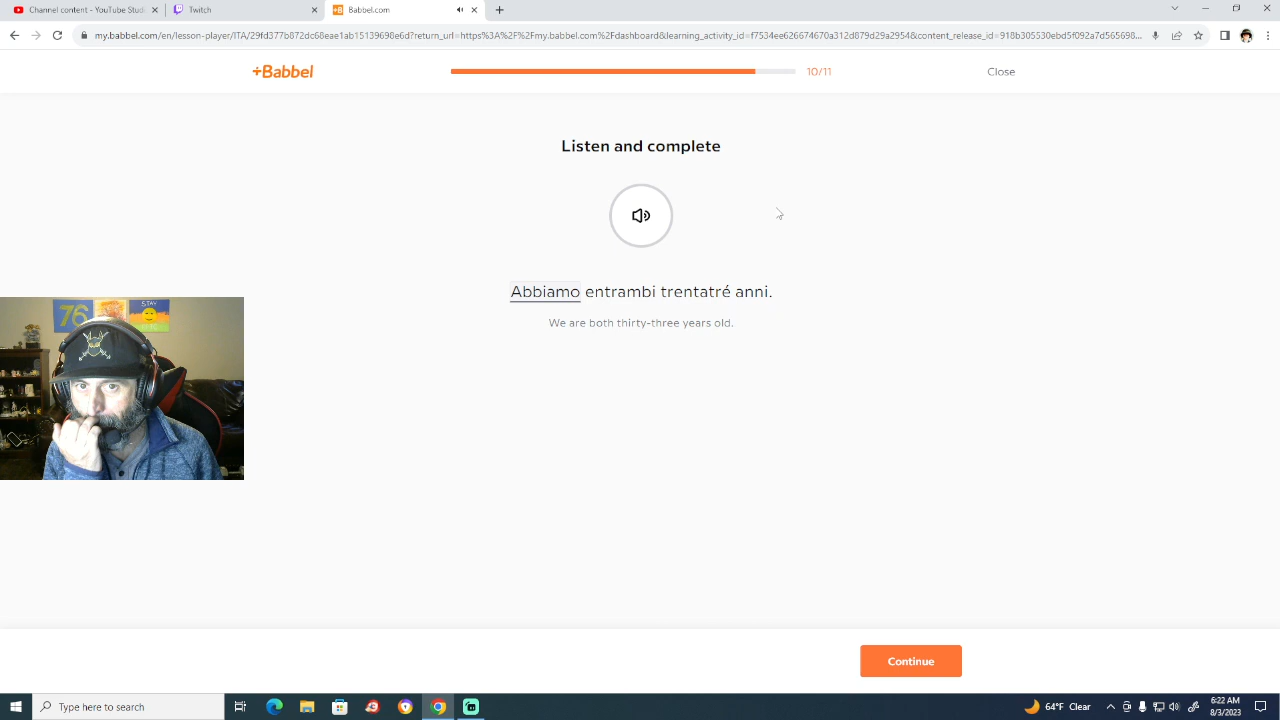 Channel content - YouTube Studi
Twitch
Babbel.com
my.babbel.com/en/lesson-player/ITA/29fd377b872dc68eae1ab15139698e6d?return_url=https%3A%2F%2Fmy.babbel.com%2Fdashboard&learning_activity_id=f7534ee626674670a312d879d29a2954&content_release_id=918b305530ebd5f092a7d565698...
+Babbel
10/11
Close
Listen and complete
Abbiamo entrambi trentatré anni.
We are both thirty-three years old.
76
STAY
Continue
Type here to search
64°F Clear
6:22 AM
8/3/2023